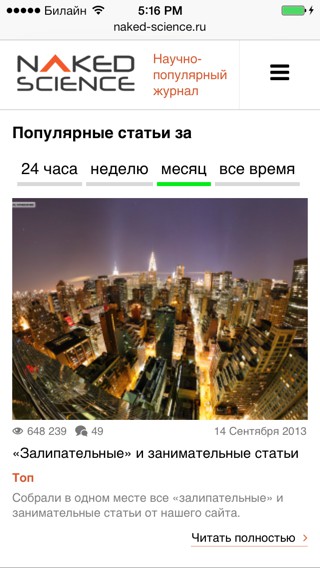 Билайн 5:16 PM
naked-science.ru
NAKED
SCIENCE
Научно-
популярный
журнал
Популярные статьи за
24 часа неделю месяц все время
648 239 49 14 Сентября 2013
«Залипательные» и занимательные статьи
Топ
Собрали в одном месте все «залипательные» и
занимательные статьи от нашего сайта.
Читать полностью >